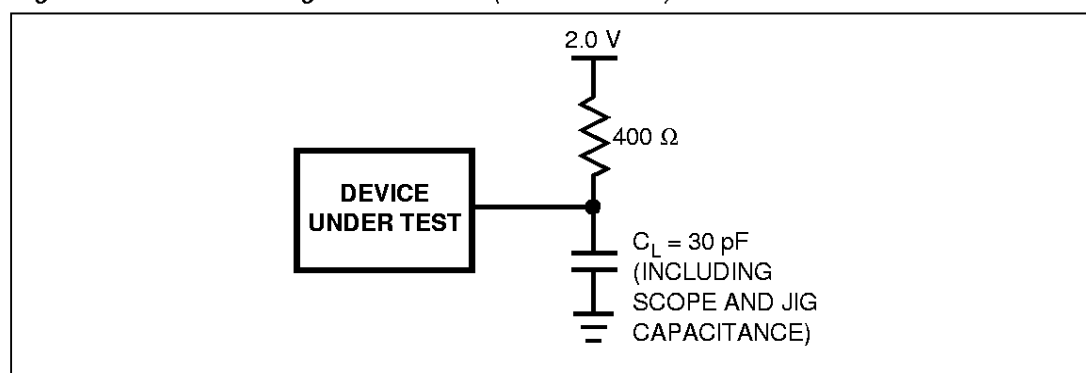 2.0 V
400 Ω
DEVICE
UNDER TEST
C_L = 30 pF
(INCLUDING
SCOPE AND JIG
CAPACITANCE)